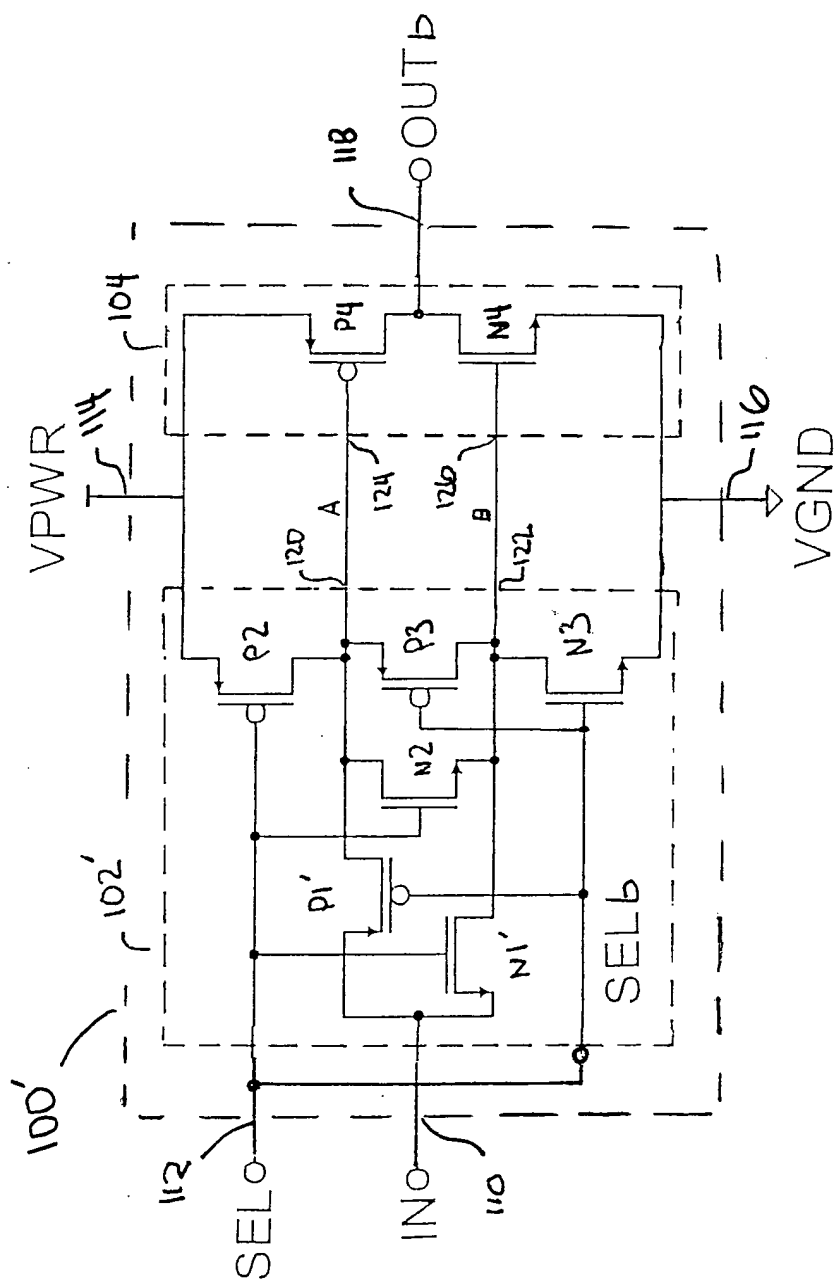 100'
102'
VPWR
114
104
SEL
112
P2
120
A
124
P4
P1'
N2
P3
118
OUTb
IN
110
N1'
B
122
126
N4
N3
SELb
116
VGND